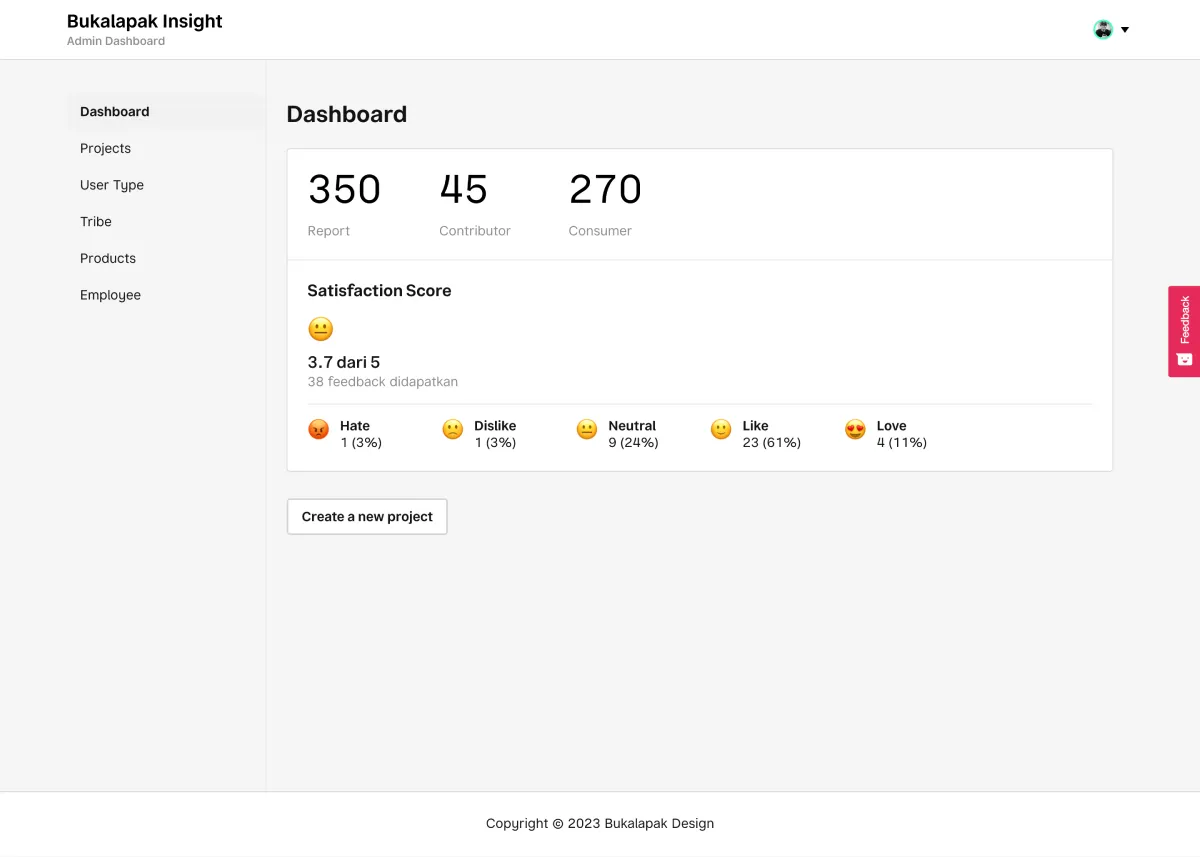 Bukalapak Insight
Admin Dashboard
Dashboard
Projects
User Type
Tribe
Products
Employee
Dashboard
350 45 270
Report Contributor Consumer
Satisfaction Score
3.7 dari 5
38 feedback didapatkan
Hate Dislike Neutral Like Love
1 (3%) 1 (3%) 9 (24%) 23 (61%) 4 (11%)
Create a new project
Feedback
Copyright © 2023 Bukalapak Design